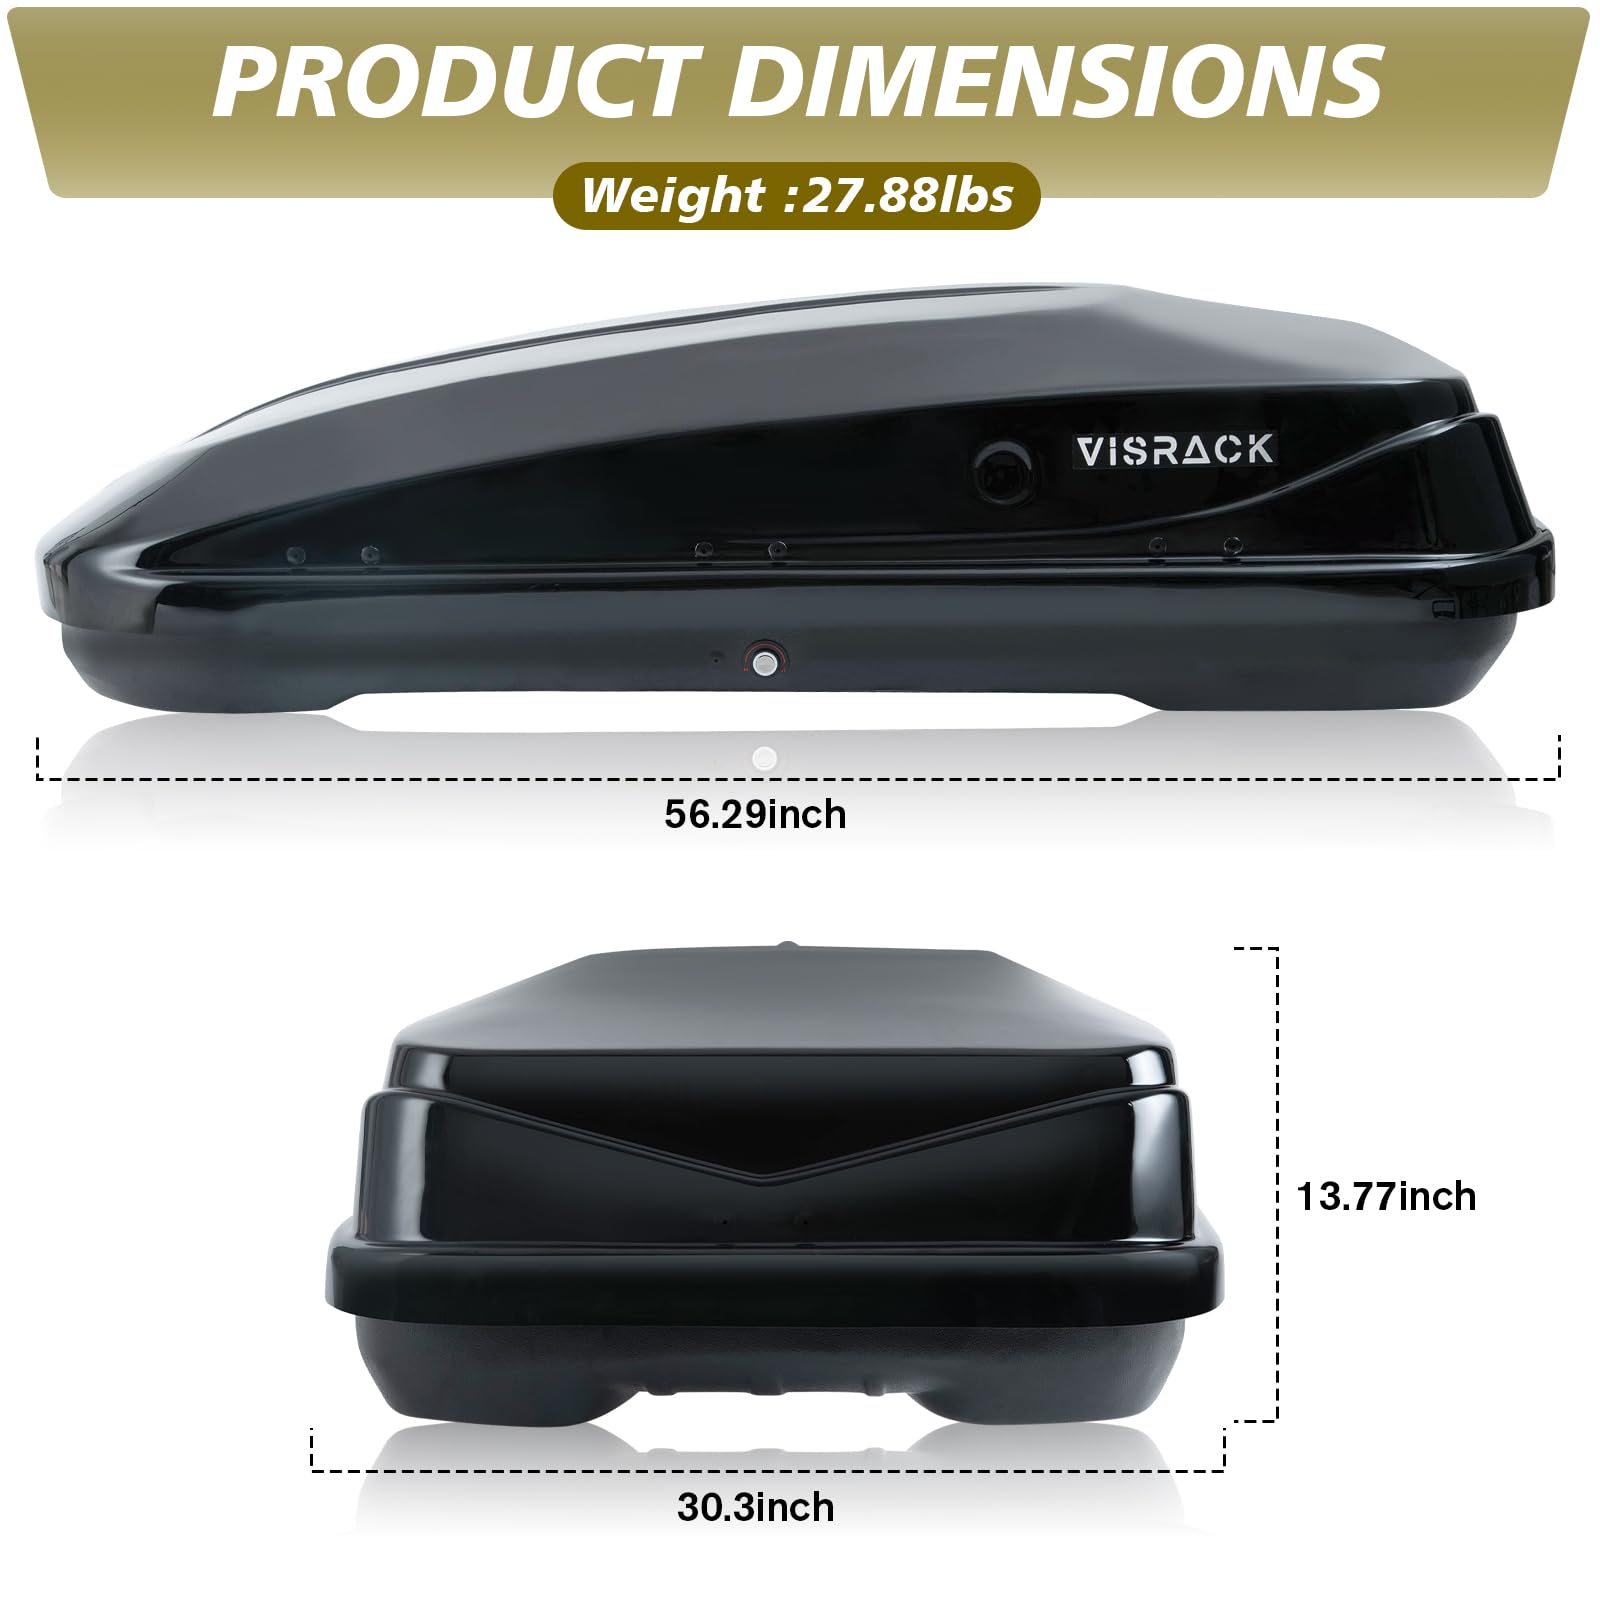 PRODUCT DIMENSIONS
Weight :27.88lbs
VISRACK
56.29inch
13.77inch
30.3inch